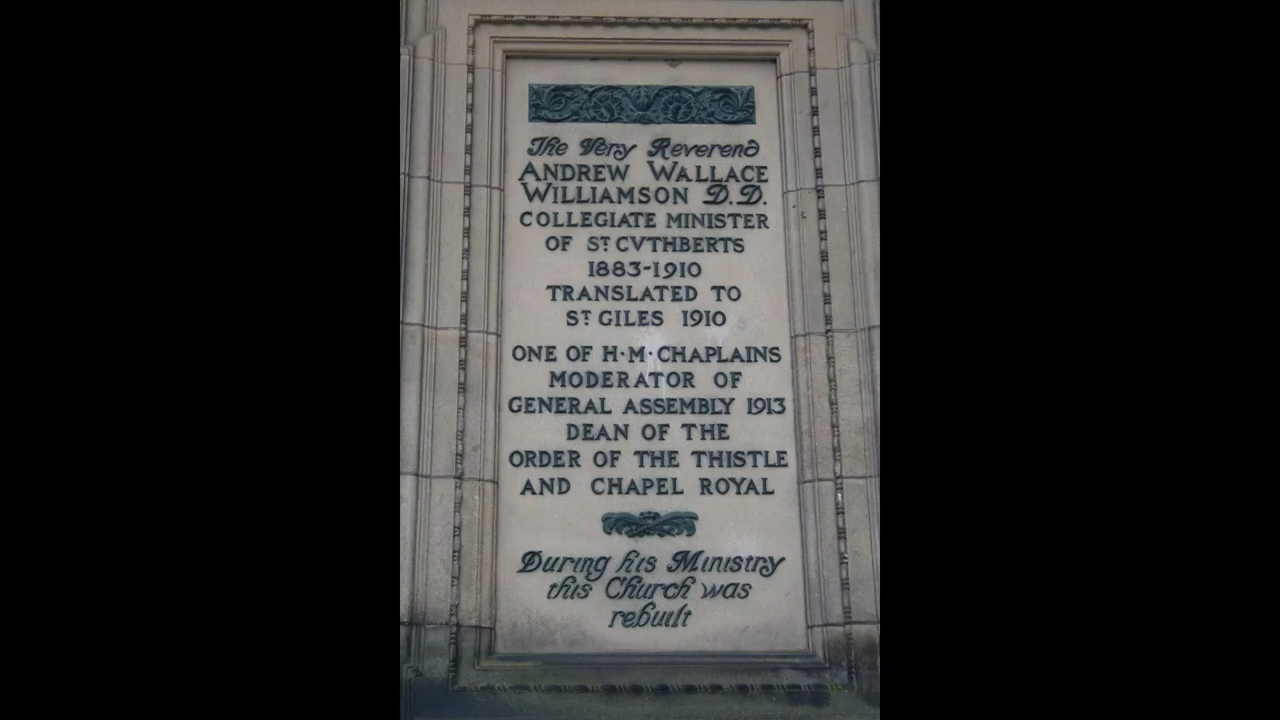 The Very Reverend
ANDREW WALLACE
WILLIAMSON D.D.
COLLEGIATE MINISTER
OF ST CVTHBERTS
1883-1910
TRANSLATED TO
ST GILES 1910
ONE OF H·M·CHAPLAINS
MODERATOR OF
GENERAL ASSEMBLY 1913
DEAN OF THE
ORDER OF THE THISTLE
AND CHAPEL ROYAL
During his Ministry
this Church was
rebuilt